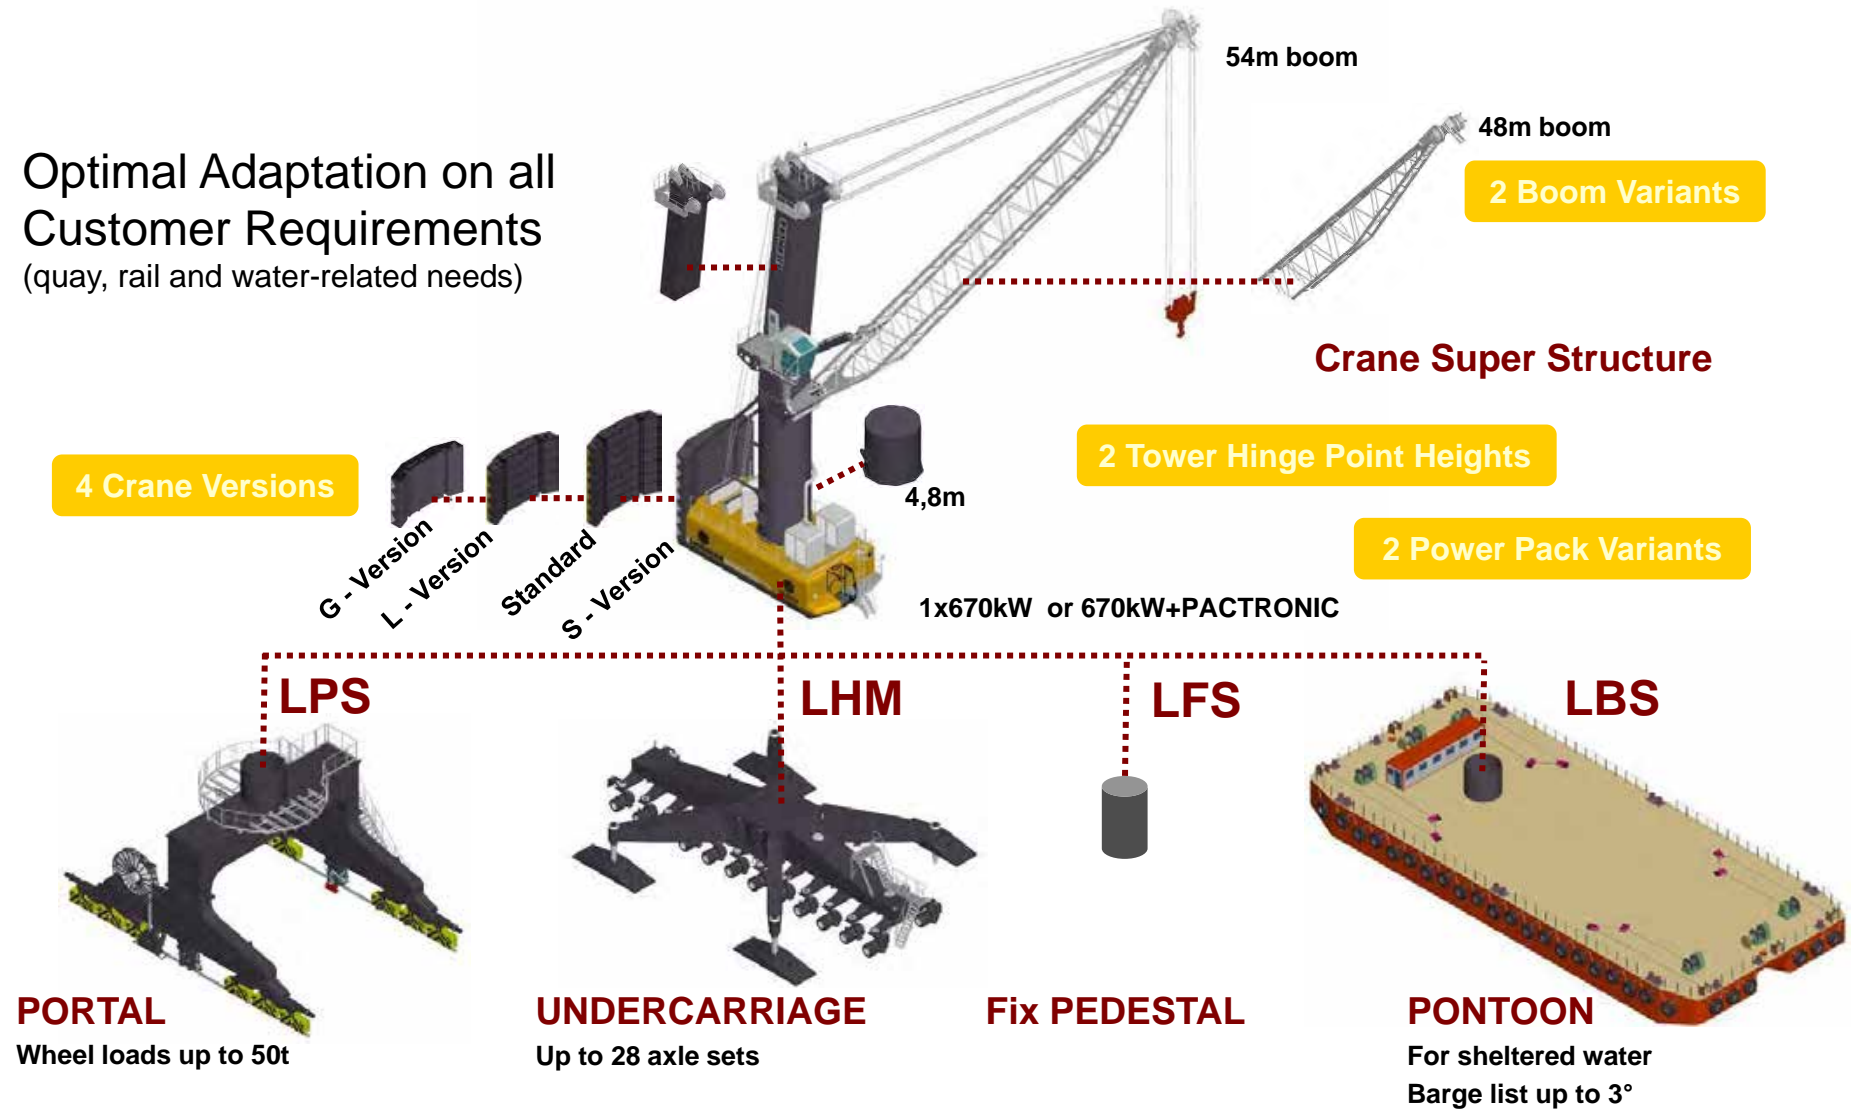 54m boom
48m boom
Optimal Adaptation on all
Customer Requirements
(quay, rail and water-related needs)
2 Boom Variants
Crane Super Structure
4 Crane Versions
2 Tower Hinge Point Heights
4,8m
2 Power Pack Variants
G - Version
L - Version
Standard
S - Version
1x670kW or 670kW+PACTRONIC
LPS
LHM
LFS
LBS
PORTAL
Wheel loads up to 50t
UNDERCARRIAGE
Up to 28 axle sets
Fix PEDESTAL
PONTOON
For sheltered water
Barge list up to 3°